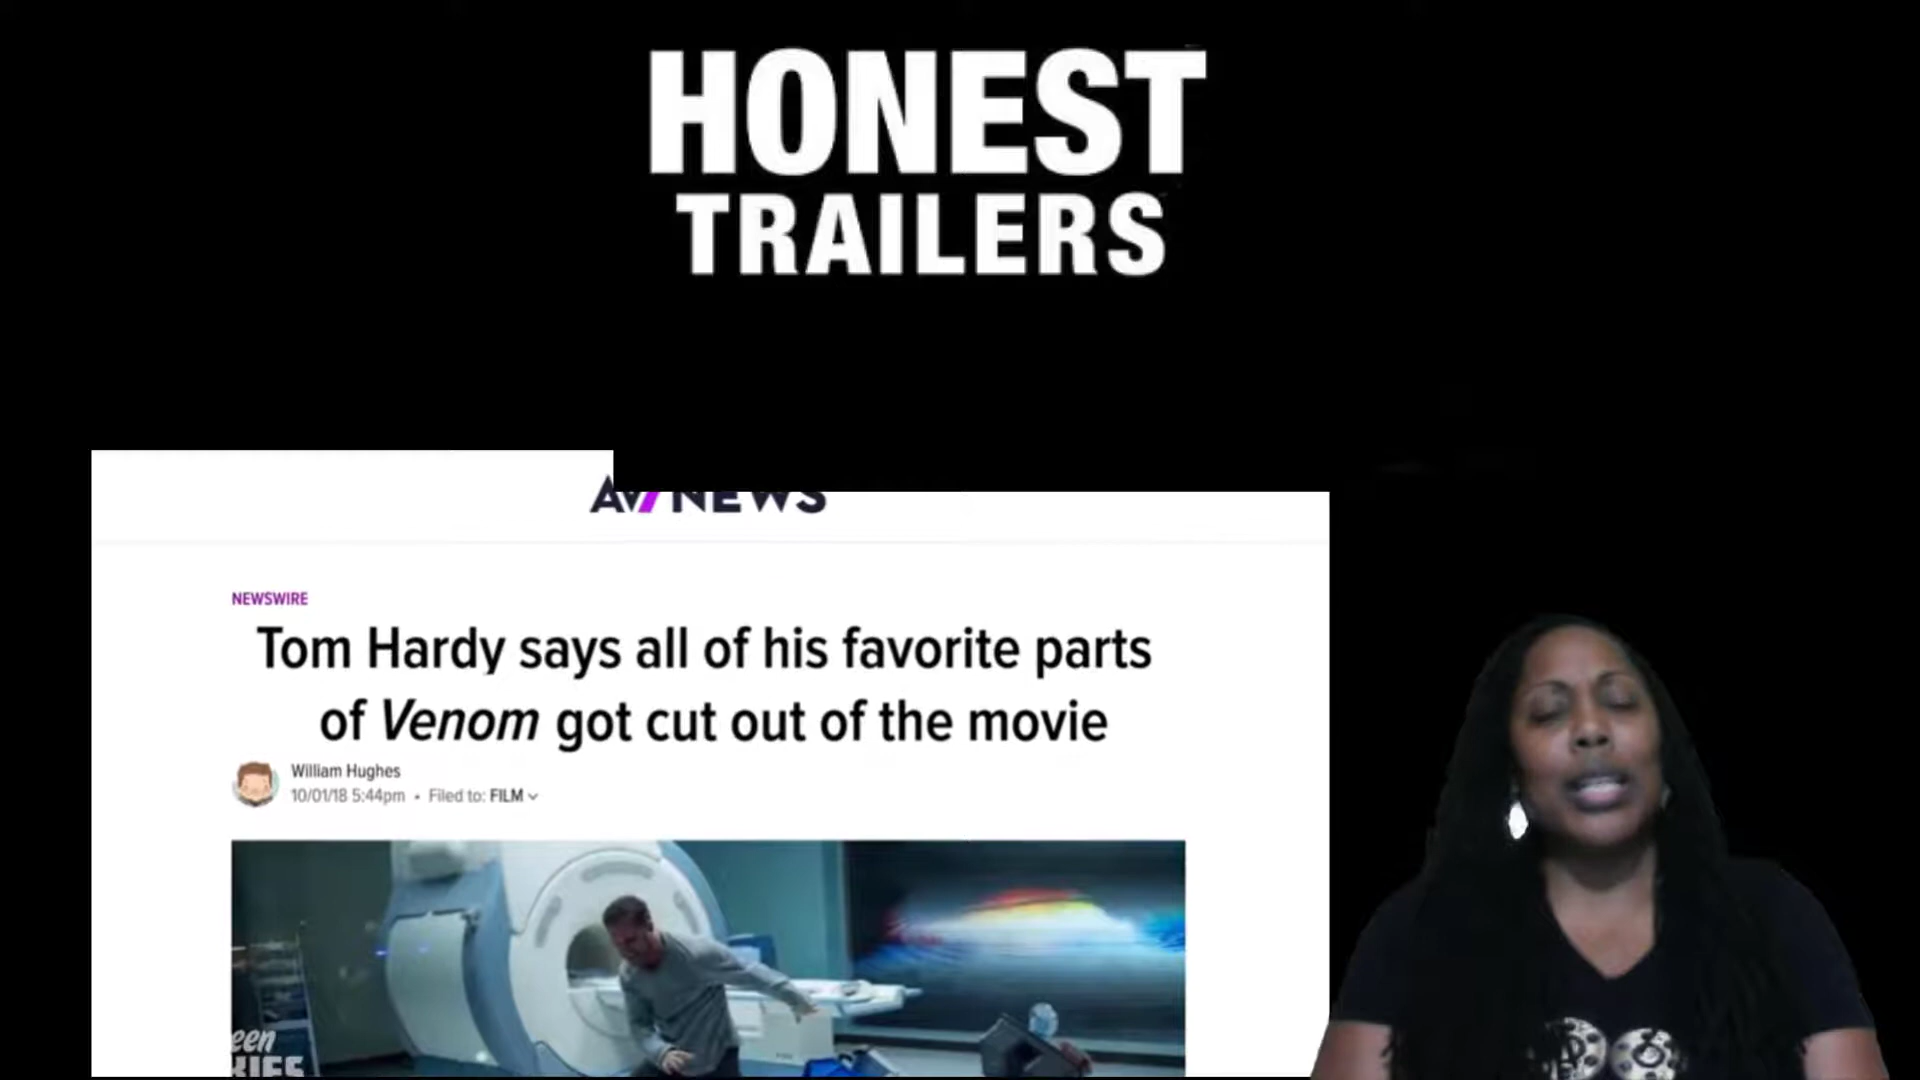 HONEST
TRAILERS
AV/NEWS
NEWSWIRE
Tom Hardy says all of his favorite parts
of Venom got cut out of the movie
William Hughes
10/01/18 5:44pm • Filed to: FILM
een